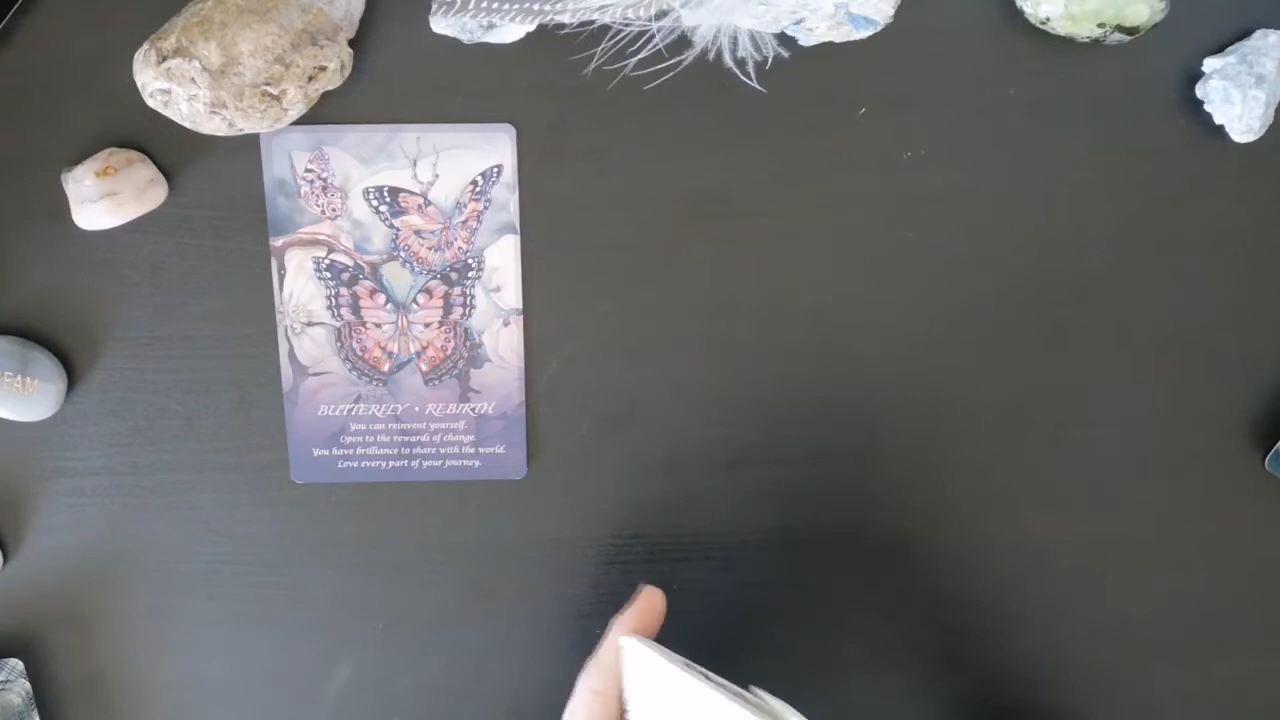 EAM
BUTTERFLY • REBIRTH
You can reinvent yourself.
Open to the rewards of change.
You have brilliance to share with the world.
Love every part of your journey.